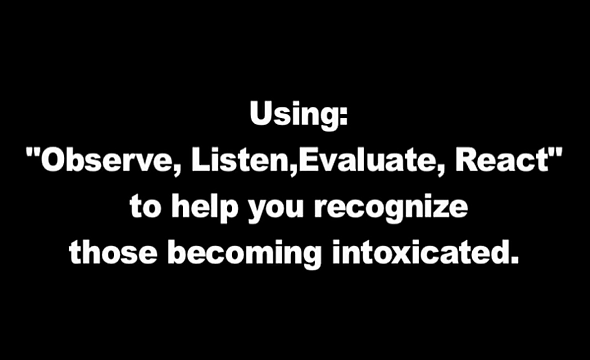 Using:
"Observe, Listen,Evaluate, React"
to help you recognize
those becoming intoxicated.